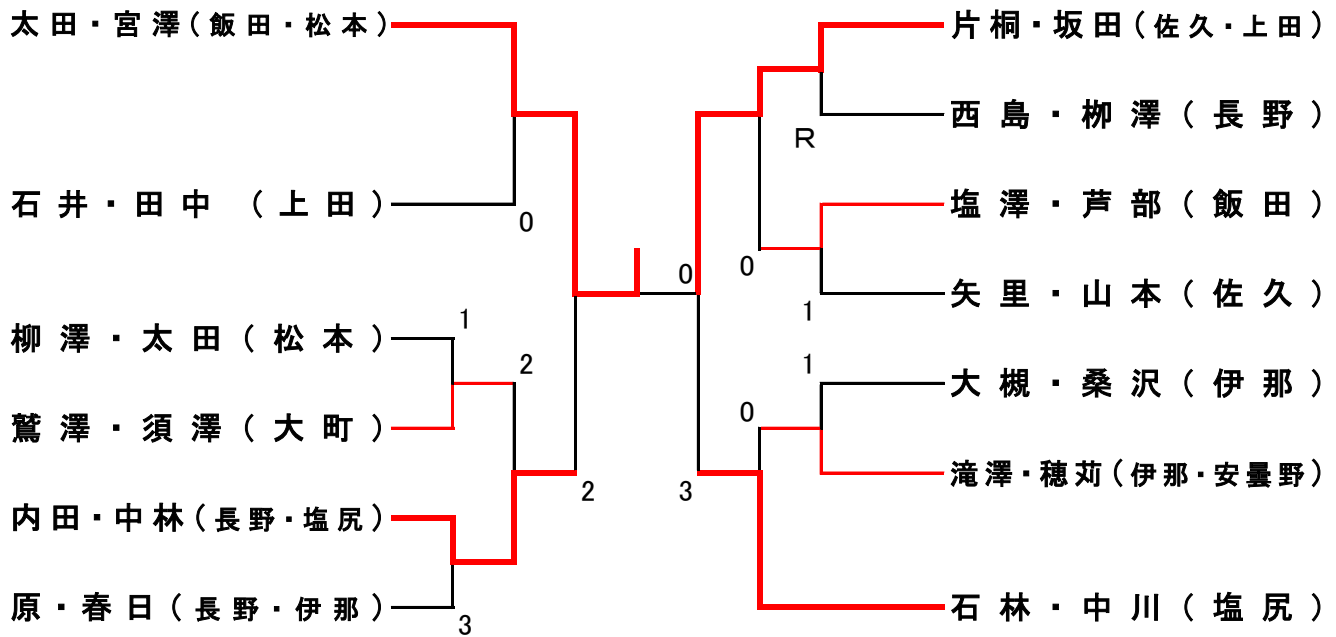 太田・宮澤(飯田・松本)
石井・田中 (上田)
0
柳澤・太田(松本)
1
2
鷲澤・須澤(大町)
内田・中林(長野・塩尻)
原・春日(長野・伊那)
3
2
0
3
片桐・坂田(佐久・上田)
西島・栁澤(長野)
R
塩澤・芦部(飯田)
0
矢里・山本(佐久)
1
1
大槻・桑沢(伊那)
0
滝澤・穂苅(伊那・安曇野)
石林・中川(塩尻)